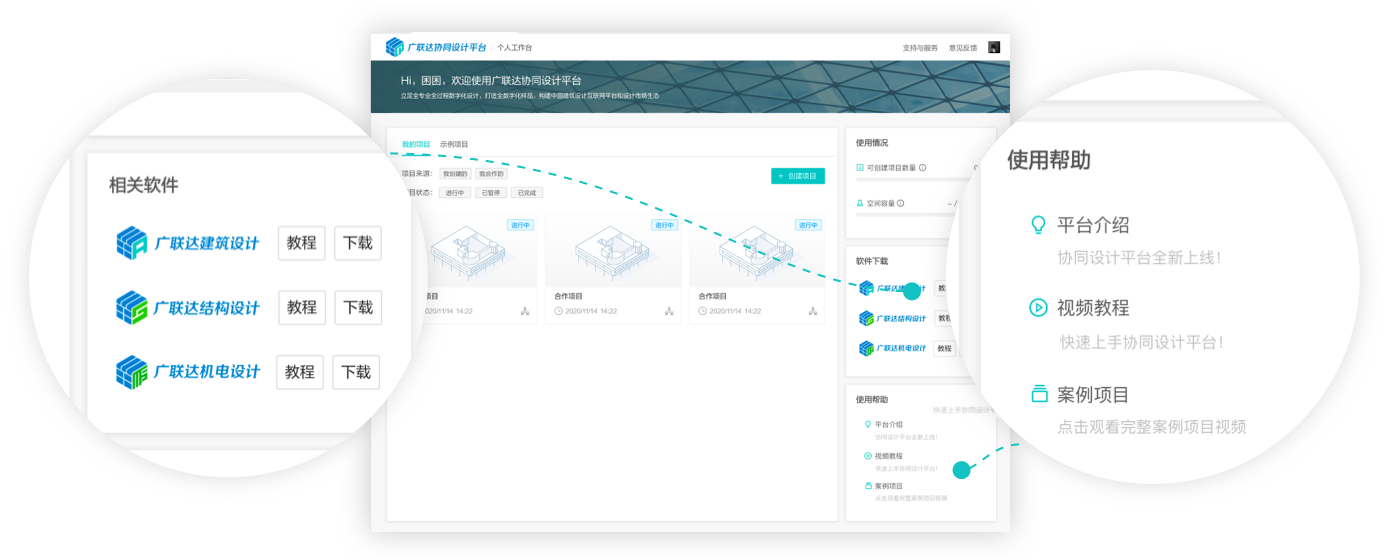 广联达协同设计平台 个人工作台
支持与服务 意见反馈
Hi，困困，欢迎使用广联达协同设计平台
立足全专业全过程数字化设计，打造全数字化样品，构建中国建筑设计互联网平台和设计市场生态
相关软件
广联达建筑设计 教程 下载
广联达结构设计 教程 下载
广联达机电设计 教程 下载
我的项目 示例项目
项目来源： 我创建的 我合作的
目状态： 进行中 已暂停 已完成
+ 创建项目
进行中 进行中 进行中
项目 合作项目 合作项目
2020/11/14 14:22 2020/11/14 14:22 2020/11/14 14:22
使用情况
可创建项目数量
空间容量 – /
软件下载
广联达建 计 教
广联达结构设计 教程
广联达机电设计 教程
使用帮助
快速上手协同设计
平台介绍
协同设计平台全新上线！
视频教程
快速上手协同设计平台！
案例项目
点击观看完整案例项目视频
使用帮助
平台介绍
协同设计平台全新上线！
视频教程
快速上手协同设计平台！
案例项目
点击观看完整案例项目视频